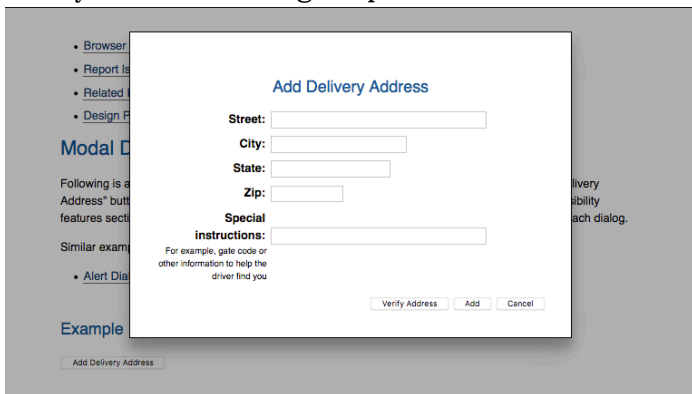 • Browser
• Report Is
• Related
• Design P
Modal D
Following is a
livery
Address" butt
sibility
features secti
ach dialog.
Similar exam
• Alert Dia
Example
Add Delivery Address
Add Delivery Address
Street:
City:
State:
Zip:
Special
instructions:
For example, gate code or
other information to help the
driver find you
Verify Address Add Cancel